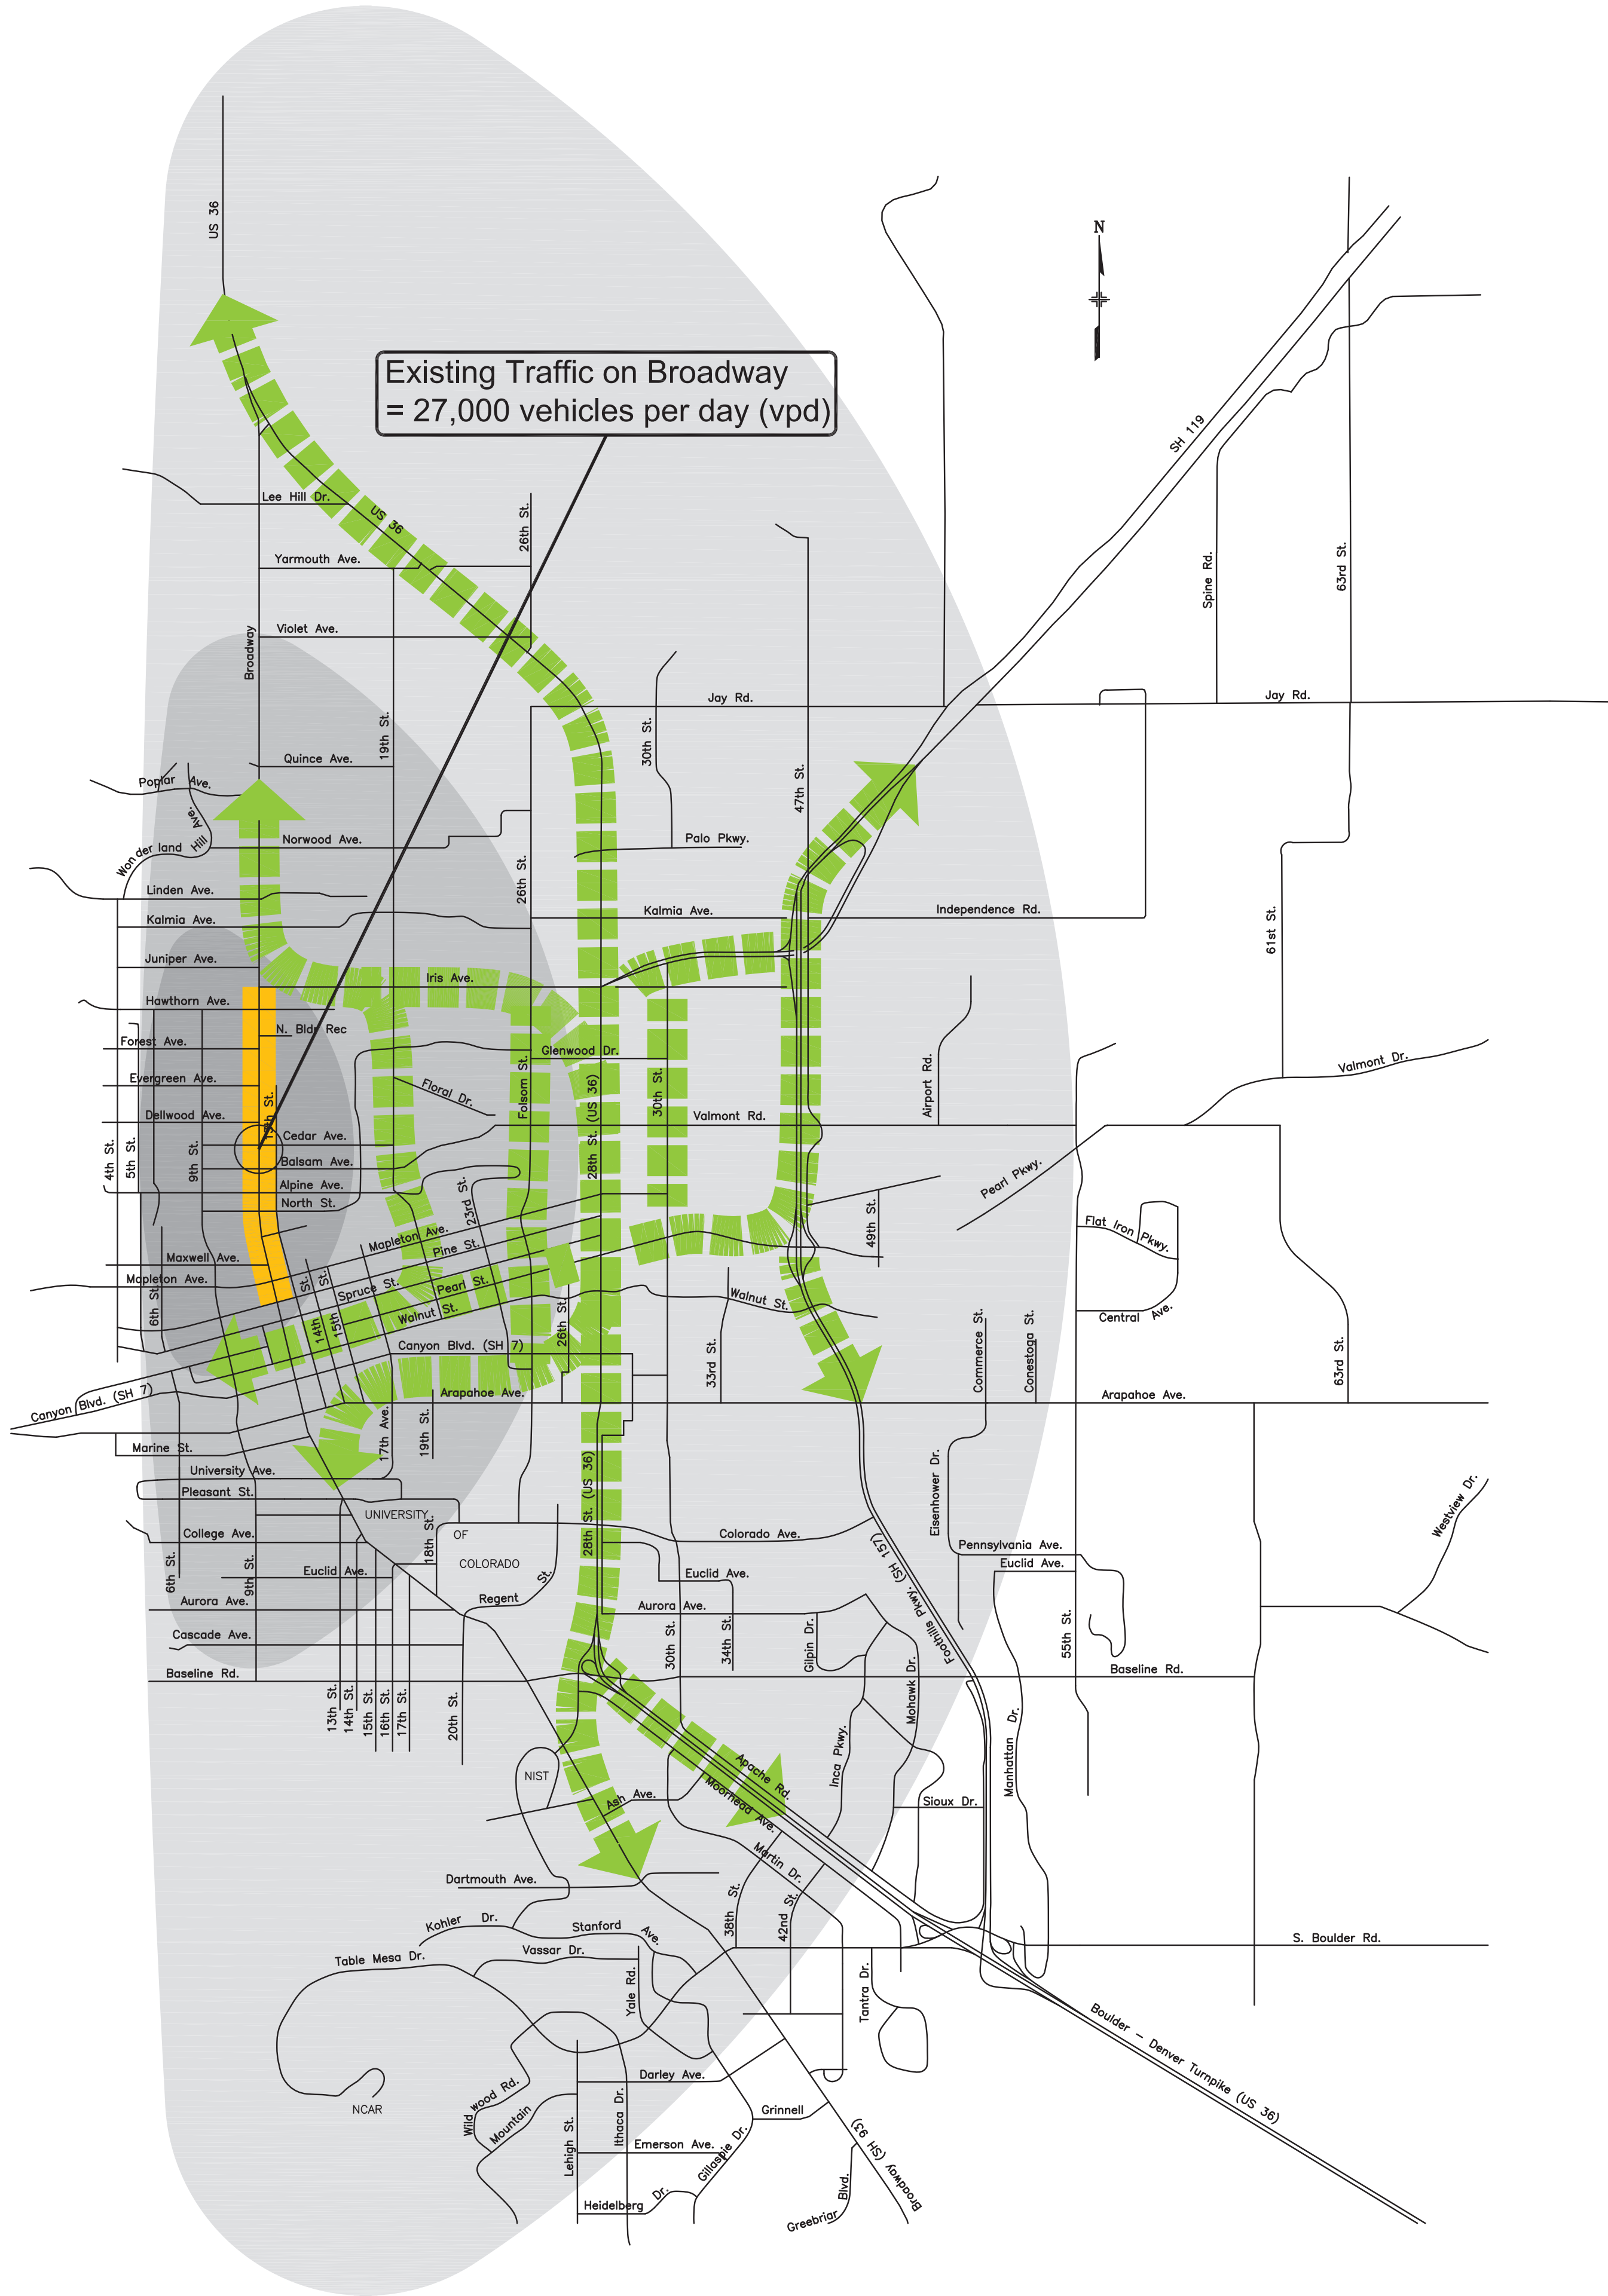 US 36
N
Existing Traffic on Broadway
= 27,000 vehicles per day (vpd)
SH 119
Lee Hill Dr.
US 36
26th St.
Yarmouth Ave.
Spine Rd.
63rd St.
Violet Ave.
Broadway
Jay Rd.
Jay Rd.
19th St.
30th St.
Quince Ave.
47th St.
Poplar Ave.
Wonderland Hill Ave.
Norwood Ave.
Palo Pkwy.
26th St.
Linden Ave.
Kalmia Ave.
Kalmia Ave.
Independence Rd.
61st St.
Juniper Ave.
Iris Ave.
Hawthorn Ave.
N. Bldr Rec
Forest Ave.
Glenwood Dr.
Valmont Dr.
Evergreen Ave.
Floral Dr.
Folsom St.
28th St. (US 36)
30th St.
Airport Rd.
Dellwood Ave.
13th St.
Valmont Rd.
4th St.
5th St.
9th St.
Cedar Ave.
Balsam Ave.
Pearl Pkwy.
Alpine Ave.
23rd St.
North St.
49th St.
Flat Iron Pkwy.
Mapleton Ave.
Pine St.
Maxwell Ave.
Mapleton Ave.
6th St.
14th St.
15th St.
Spruce St.
Pearl St.
Walnut St.
Walnut St.
26th St.
Central Ave.
Canyon Blvd. (SH 7)
33rd St.
Commerce St.
Conestoga St.
63rd St.
Canyon Blvd. (SH 7)
Arapahoe Ave.
Arapahoe Ave.
Marine St.
17th Ave.
19th St.
University Ave.
28th St. (US 36)
Eisenhower Dr.
Westview Dr.
Pleasant St.
UNIVERSITY
OF
COLORADO
College Ave.
18th St.
Colorado Ave.
Foothills Pkwy. (SH 157)
Pennsylvania Ave.
Euclid Ave.
6th St.
9th St.
Euclid Ave.
Euclid Ave.
Regent St.
Aurora Ave.
Aurora Ave.
30th St.
34th St.
Gilpin Dr.
55th St.
Cascade Ave.
Baseline Rd.
Baseline Rd.
Mohawk Dr.
13th St.
14th St.
15th St.
16th St.
17th St.
20th St.
Manhattan Dr.
Inca Pkwy.
NIST
Apache Rd.
Moorhead Ave.
Ash Ave.
Sioux Dr.
Martin Dr.
Dartmouth Ave.
38th St.
42nd St.
Kohler Dr.
Stanford Ave.
S. Boulder Rd.
Vassar Dr.
Table Mesa Dr.
Yale Rd.
Tantra Dr.
Boulder - Denver Turnpike (US 36)
Darley Ave.
NCAR
Wildwood Rd.
Mountain
Grinnell
Lehigh St.
Ithaca Dr.
Emerson Ave.
Gillaspie Dr.
Broadway (SH 93)
Heidelberg Dr.
Greebriar Blvd.